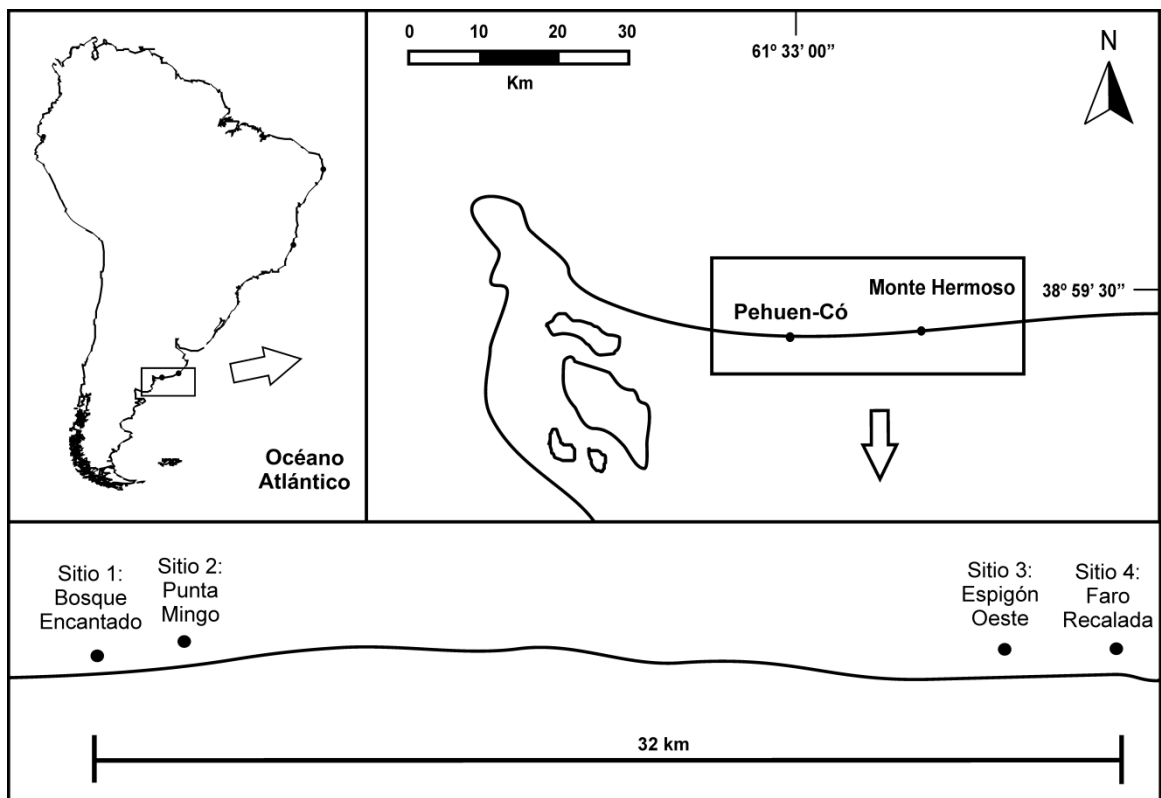 Océano
Atlántico
0 10 20 30
Km
61º 33’ 00”
N
Monte Hermoso
38º 59’ 30”
Pehuen-Có
Sitio 1:
Bosque
Encantado
Sitio 2:
Punta
Mingo
Sitio 3:
Espigón
Oeste
Sitio 4:
Faro
Recalada
32 km